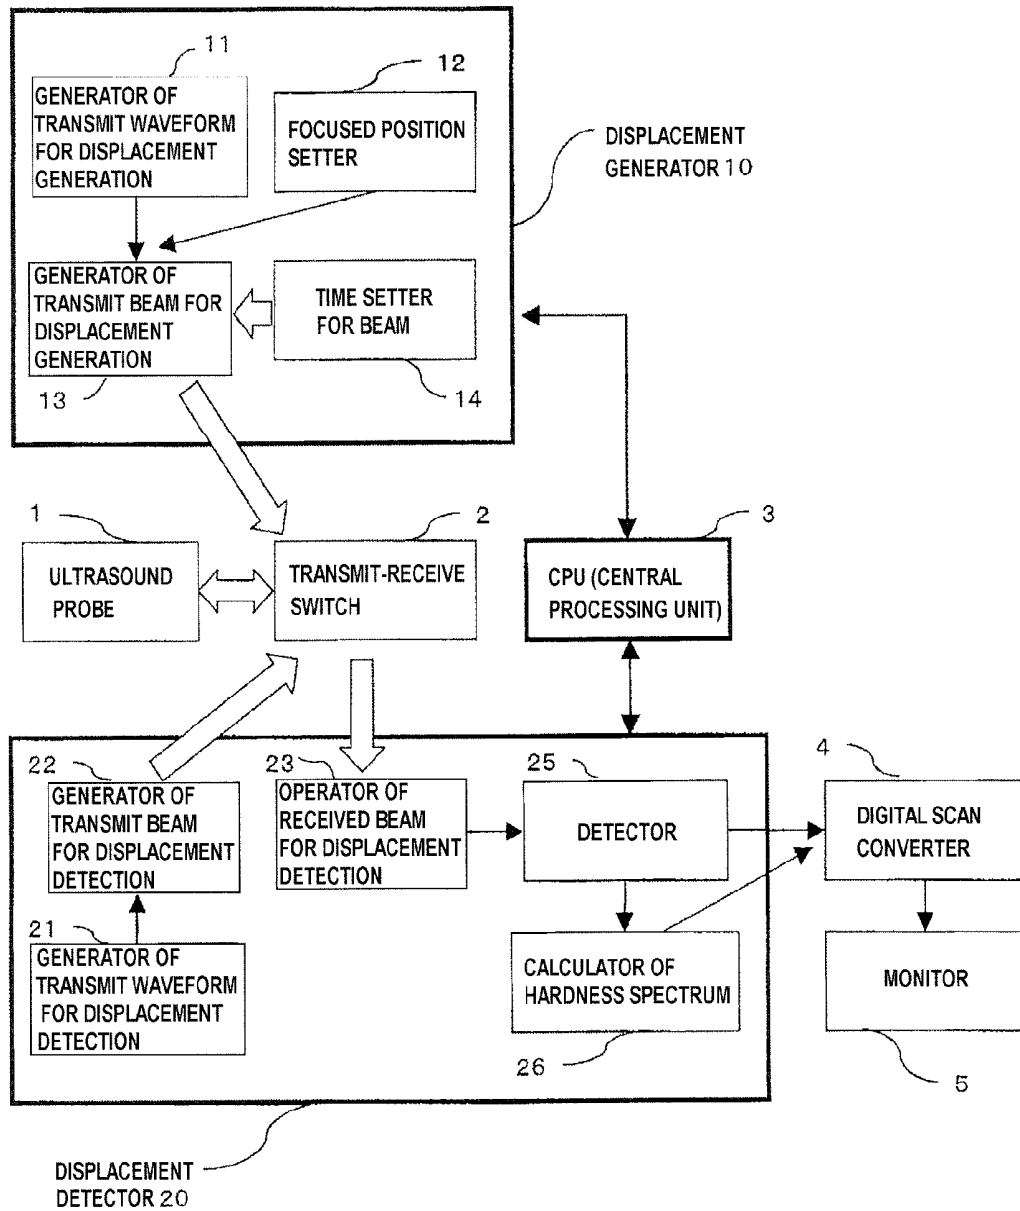 11
GENERATOR OF
TRANSMIT WAVEFORM
FOR DISPLACEMENT
GENERATION
12
FOCUSED POSITION
SETTER
DISPLACEMENT
GENERATOR 10
GENERATOR OF
TRANSMIT BEAM FOR
DISPLACEMENT
GENERATION
13
TIME SETTER
FOR BEAM
14
1
ULTRASOUND
PROBE
2
TRANSMIT-RECEIVE
SWITCH
3
CPU (CENTRAL
PROCESSING UNIT)
22
GENERATOR OF
TRANSMIT BEAM
FOR DISPLACEMENT
DETECTION
23
OPERATOR OF
RECEIVED BEAM
FOR DISPLACEMENT
DETECTION
25
DETECTOR
4
DIGITAL SCAN
CONVERTER
21
GENERATOR OF
TRANSMIT WAVEFORM
FOR DISPLACEMENT
DETECTION
CALCULATOR OF
HARDNESS SPECTRUM
26
MONITOR
5
DISPLACEMENT
DETECTOR 20